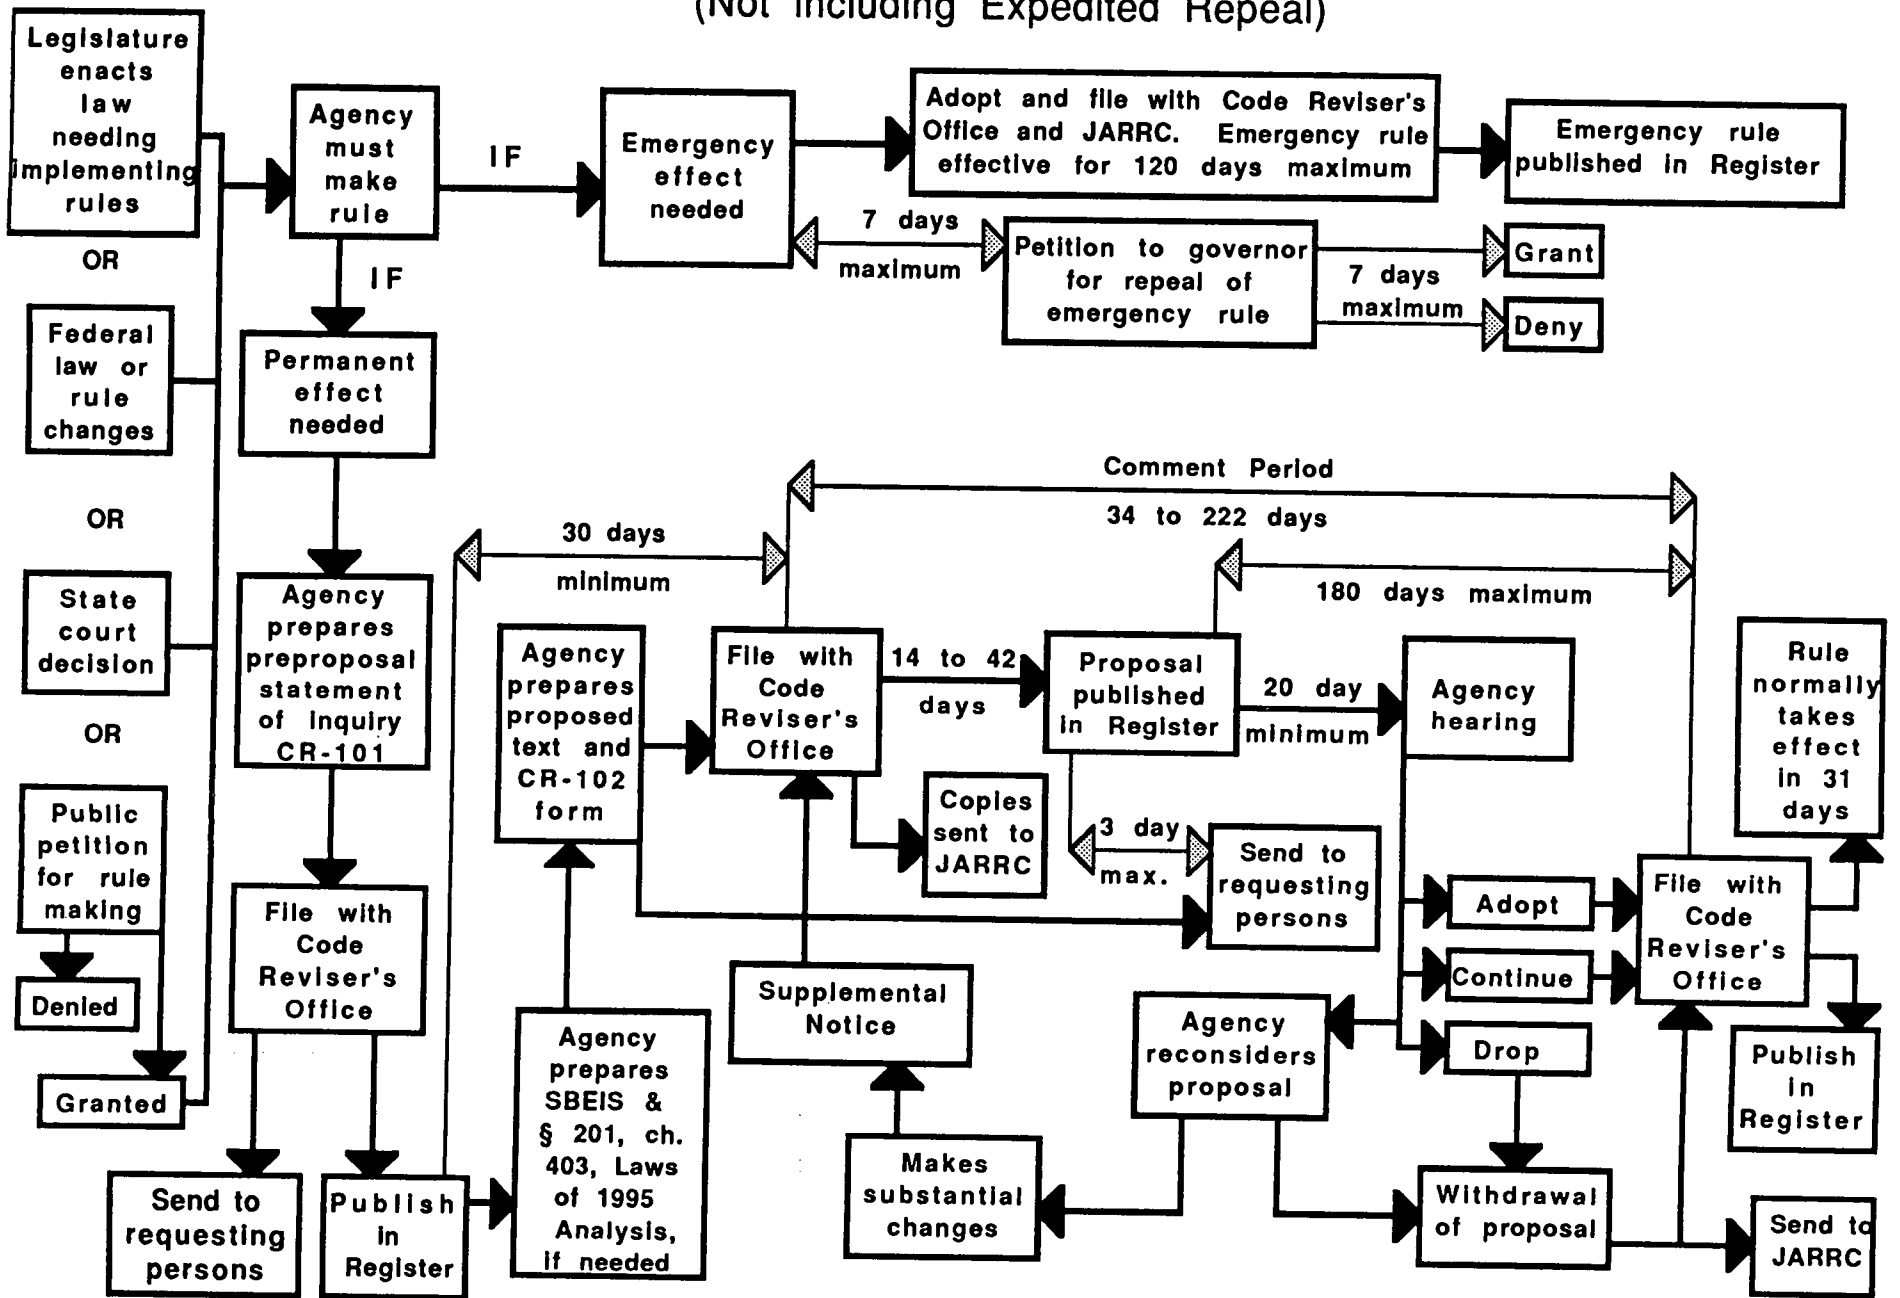 (Not Including Expedited Repeal)
Legislature
enacts
law
needing
implementing
rules
OR
Federal
law or
rule
changes
OR
State
court
decision
OR
Public
petition
for rule
making
Denied
Granted
Agency
must
make
rule
IF
IF
Emergency
effect
needed
Adopt and file with Code Reviser's
Office and JARRC. Emergency rule
effective for 120 days maximum
Emergency rule
published in Register
7 days
maximum
Petition to governor
for repeal of
emergency rule
7 days
maximum
Grant
Deny
Permanent
effect
needed
Agency
prepares
preproposal
statement
of Inquiry
CR-101
File with
Code
Reviser's
Office
Send to
requesting
persons
Publish
in
Register
30 days
minimum
Agency
prepares
SBEIS &
§ 201, ch.
403, Laws
of 1995
Analysis,
if needed
Agency
prepares
proposed
text and
CR-102
form
File with
Code
Reviser's
Office
Comment Period
34 to 222 days
180 days maximum
14 to 42
days
Copies
sent to
JARRC
Proposal
published
in Register
20 day
minimum
3 day
max.
Send to
requesting
persons
Agency
hearing
Adopt
Continue
Drop
Supplemental
Notice
Agency
reconsiders
proposal
Makes
substantial
changes
Withdrawal
of proposal
File with
Code
Reviser's
Office
Rule
normally
takes
effect
in 31
days
Publish
in
Register
Send to
JARRC